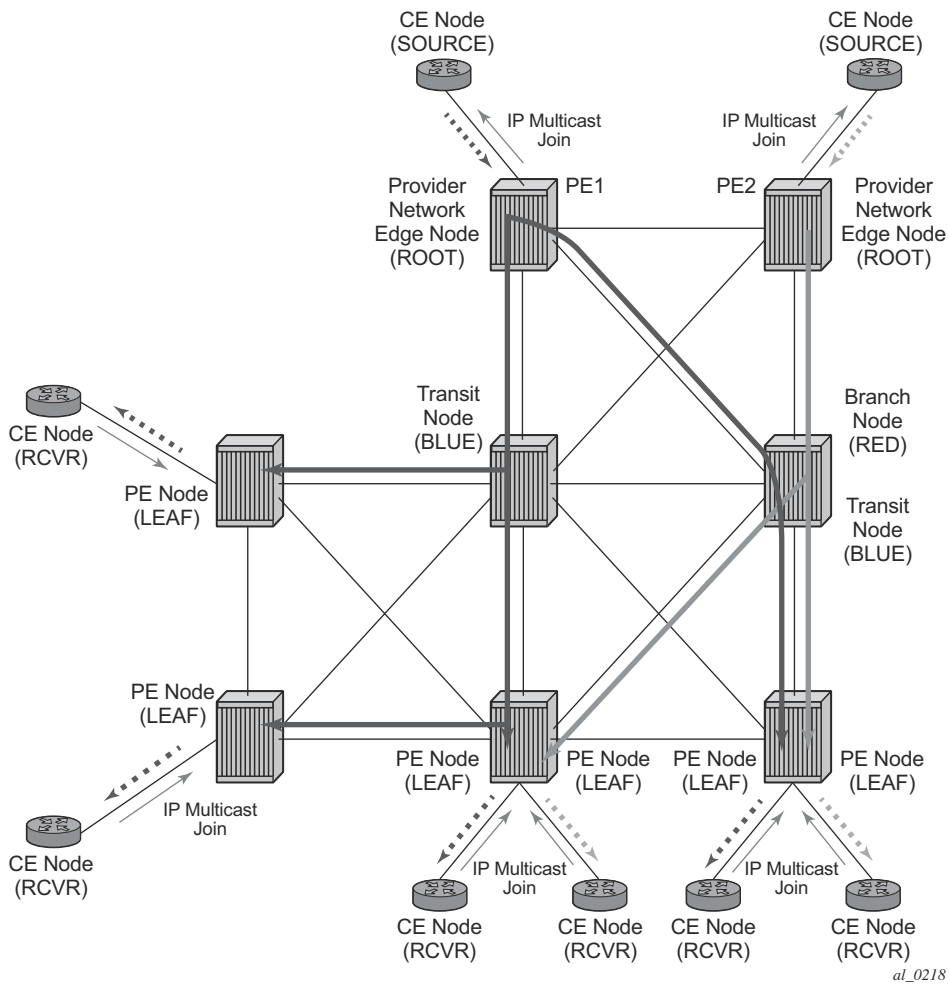 CE Node
(SOURCE)
CE Node
(SOURCE)
IP Multicast
Join
IP Multicast
Join
Provider
Network
Edge Node
(ROOT)
PE1
PE2
Provider
Network
Edge Node
(ROOT)
Transit
Node
(BLUE)
Branch
Node
(RED)
CE Node
(RCVR)
PE Node
(LEAF)
Transit
Node
(BLUE)
PE Node
(LEAF)
PE Node
(LEAF)
PE Node
(LEAF)
PE Node
(LEAF)
PE Node
(LEAF)
IP Multicast
Join
CE Node
(RCVR)
IP Multicast
Join
IP Multicast
Join
CE Node
(RCVR)
CE Node
(RCVR)
CE Node
(RCVR)
CE Node
(RCVR)
al_0218